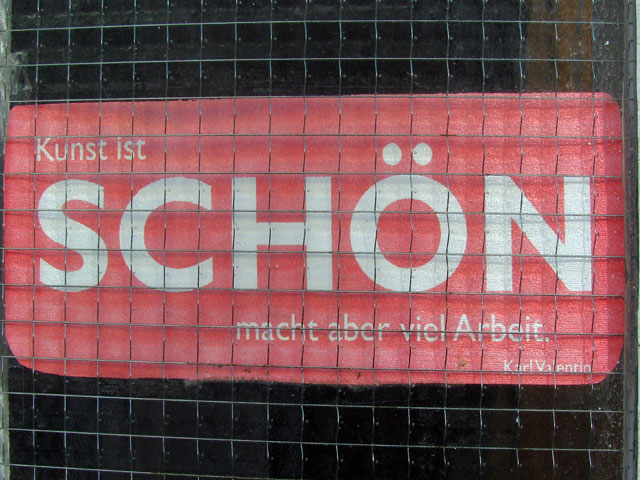 Kunst ist
SCHÖN
macht aber viel Arbeit.
Karl Valentin